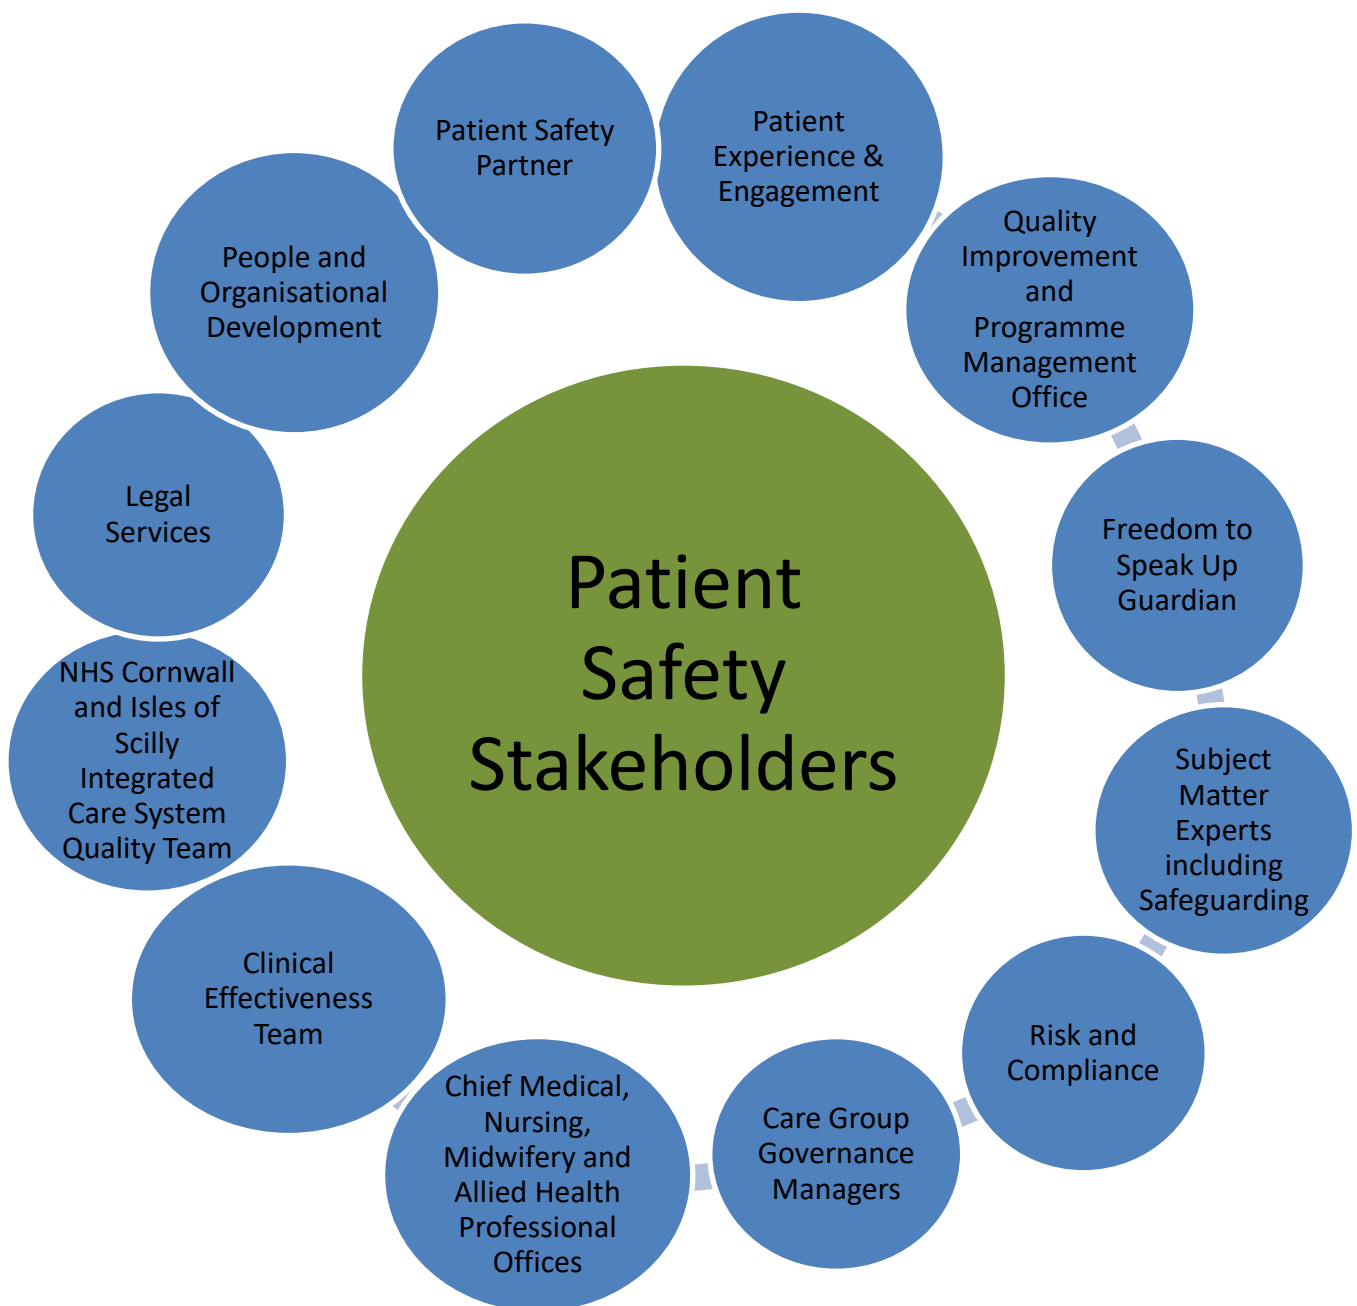 Patient Safety
Partner
Patient
Experience &
Engagement
Quality
Improvement
and
Programme
Management
Office
Freedom to
Speak Up
Guardian
Subject
Matter
Experts
including
Safeguarding
Risk and
Compliance
Care Group
Governance
Managers
Chief Medical,
Nursing,
Midwifery and
Allied Health
Professional
Offices
Clinical
Effectiveness
Team
NHS Cornwall
and Isles of
Scilly
Integrated
Care System
Quality Team
Legal
Services
People and
Organisational
Development
Patient
Safety
Stakeholders